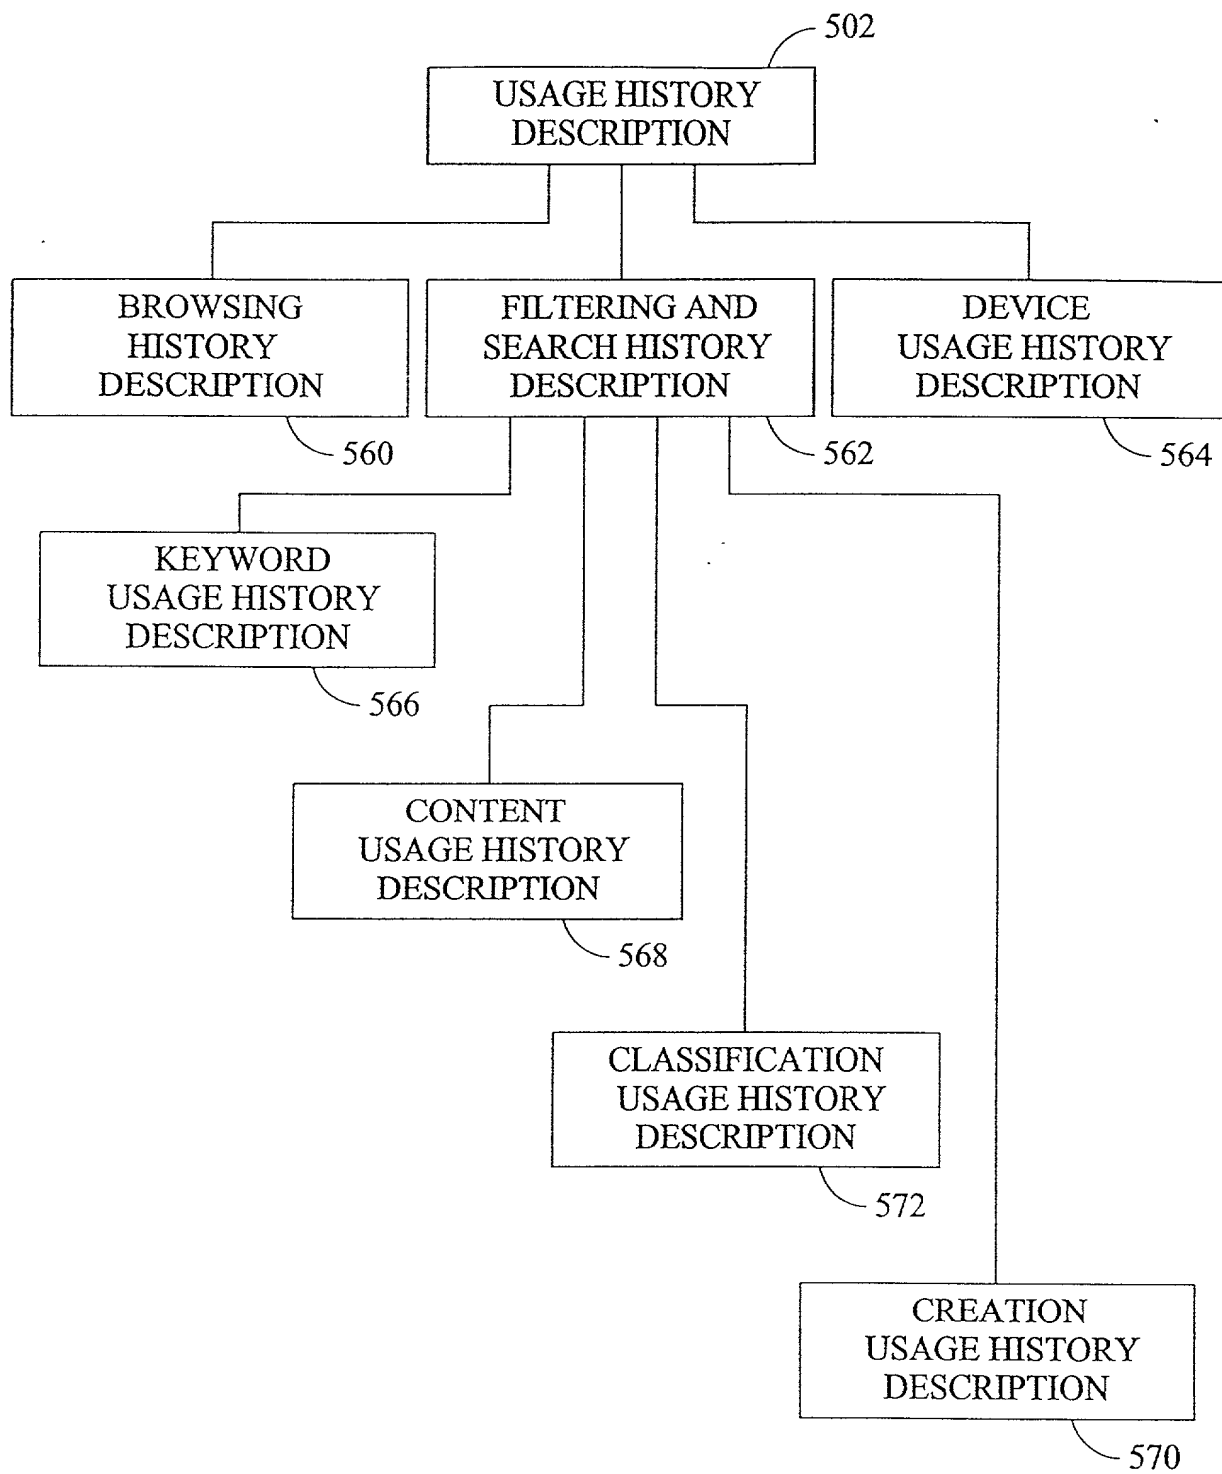 502
USAGE HISTORY
DESCRIPTION
BROWSING
HISTORY
DESCRIPTION
560
FILTERING AND
SEARCH HISTORY
DESCRIPTION
562
DEVICE
USAGE HISTORY
DESCRIPTION
564
KEYWORD
USAGE HISTORY
DESCRIPTION
566
CONTENT
USAGE HISTORY
DESCRIPTION
568
CLASSIFICATION
USAGE HISTORY
DESCRIPTION
572
CREATION
USAGE HISTORY
DESCRIPTION
570